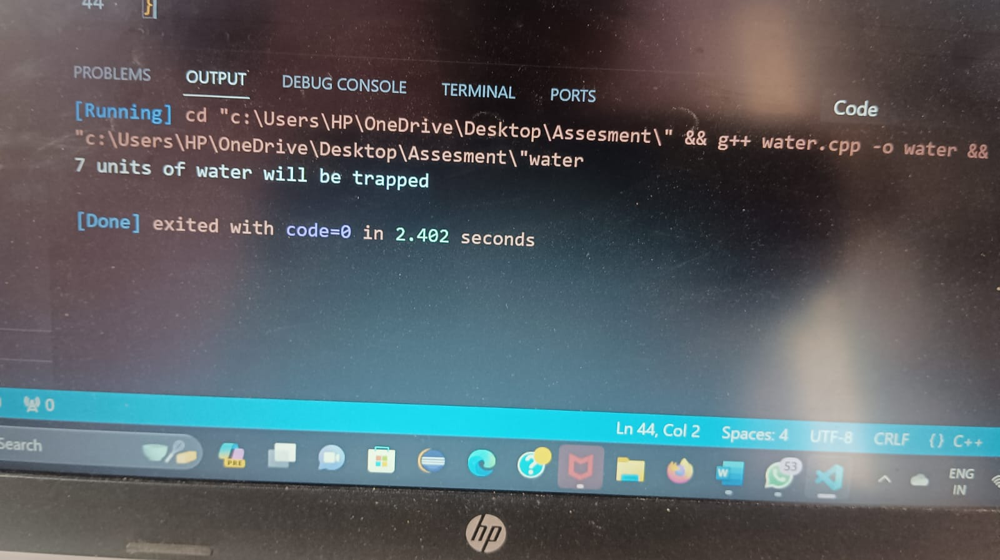 44 }
PROBLEMS OUTPUT DEBUG CONSOLE TERMINAL PORTS
Code
[Running] cd "c:\Users\HP\OneDrive\Desktop\Assesment\" && g++ water.cpp -o water &&
"c:\Users\HP\OneDrive\Desktop\Assesment\"water
7 units of water will be trapped
[Done] exited with code=0 in 2.402 seconds
0
Ln 44, Col 2 Spaces: 4 UTF-8 CRLF {} C++
Search
PRE
W
53
ENG
IN
hp